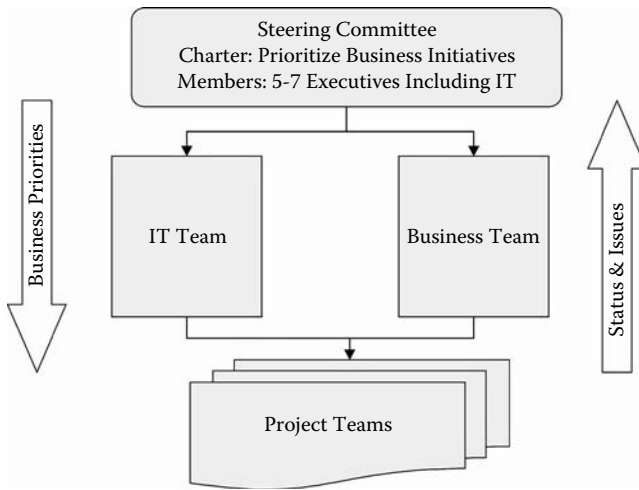 Steering Committee
Charter: Prioritize Business Initiatives
Members: 5-7 Executives Including IT
Business Priorities
IT Team
Business Team
Status & Issues
Project Teams